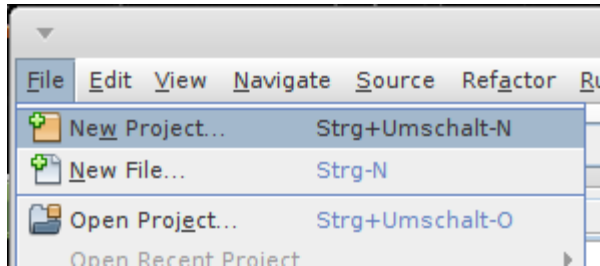 File Edit View Navigate Source Refactor
New Project... Strg+Umschalt-N
New File... Strg-N
Open Project... Strg+Umschalt-O
Open Recent Project